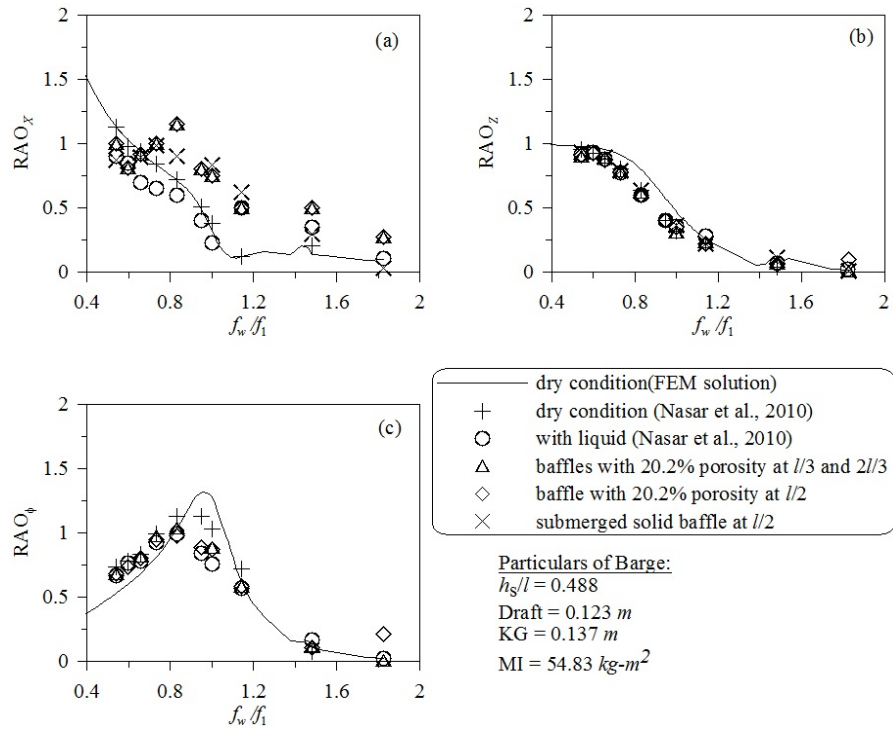 2
(a)
1.5
RAO_X
1
0.5
0
0.4 0.8 1.2 1.6 2
f_w/f_1
2
(b)
1.5
RAO_Z
1
0.5
0
0.4 0.8 1.2 1.6 2
f_w/f_1
2
(c)
1.5
RAO_ϕ
1
0.5
0
0.4 0.8 1.2 1.6 2
f_w/f_1
dry condition(FEM solution)
dry condition (Nasar et al., 2010)
with liquid (Nasar et al., 2010)
baffles with 20.2% porosity at l/3 and 2l/3
baffle with 20.2% porosity at l/2
submerged solid baffle at l/2
Particulars of Barge:
h_s/l = 0.488
Draft = 0.123 m
KG = 0.137 m
MI = 54.83 kg-m²